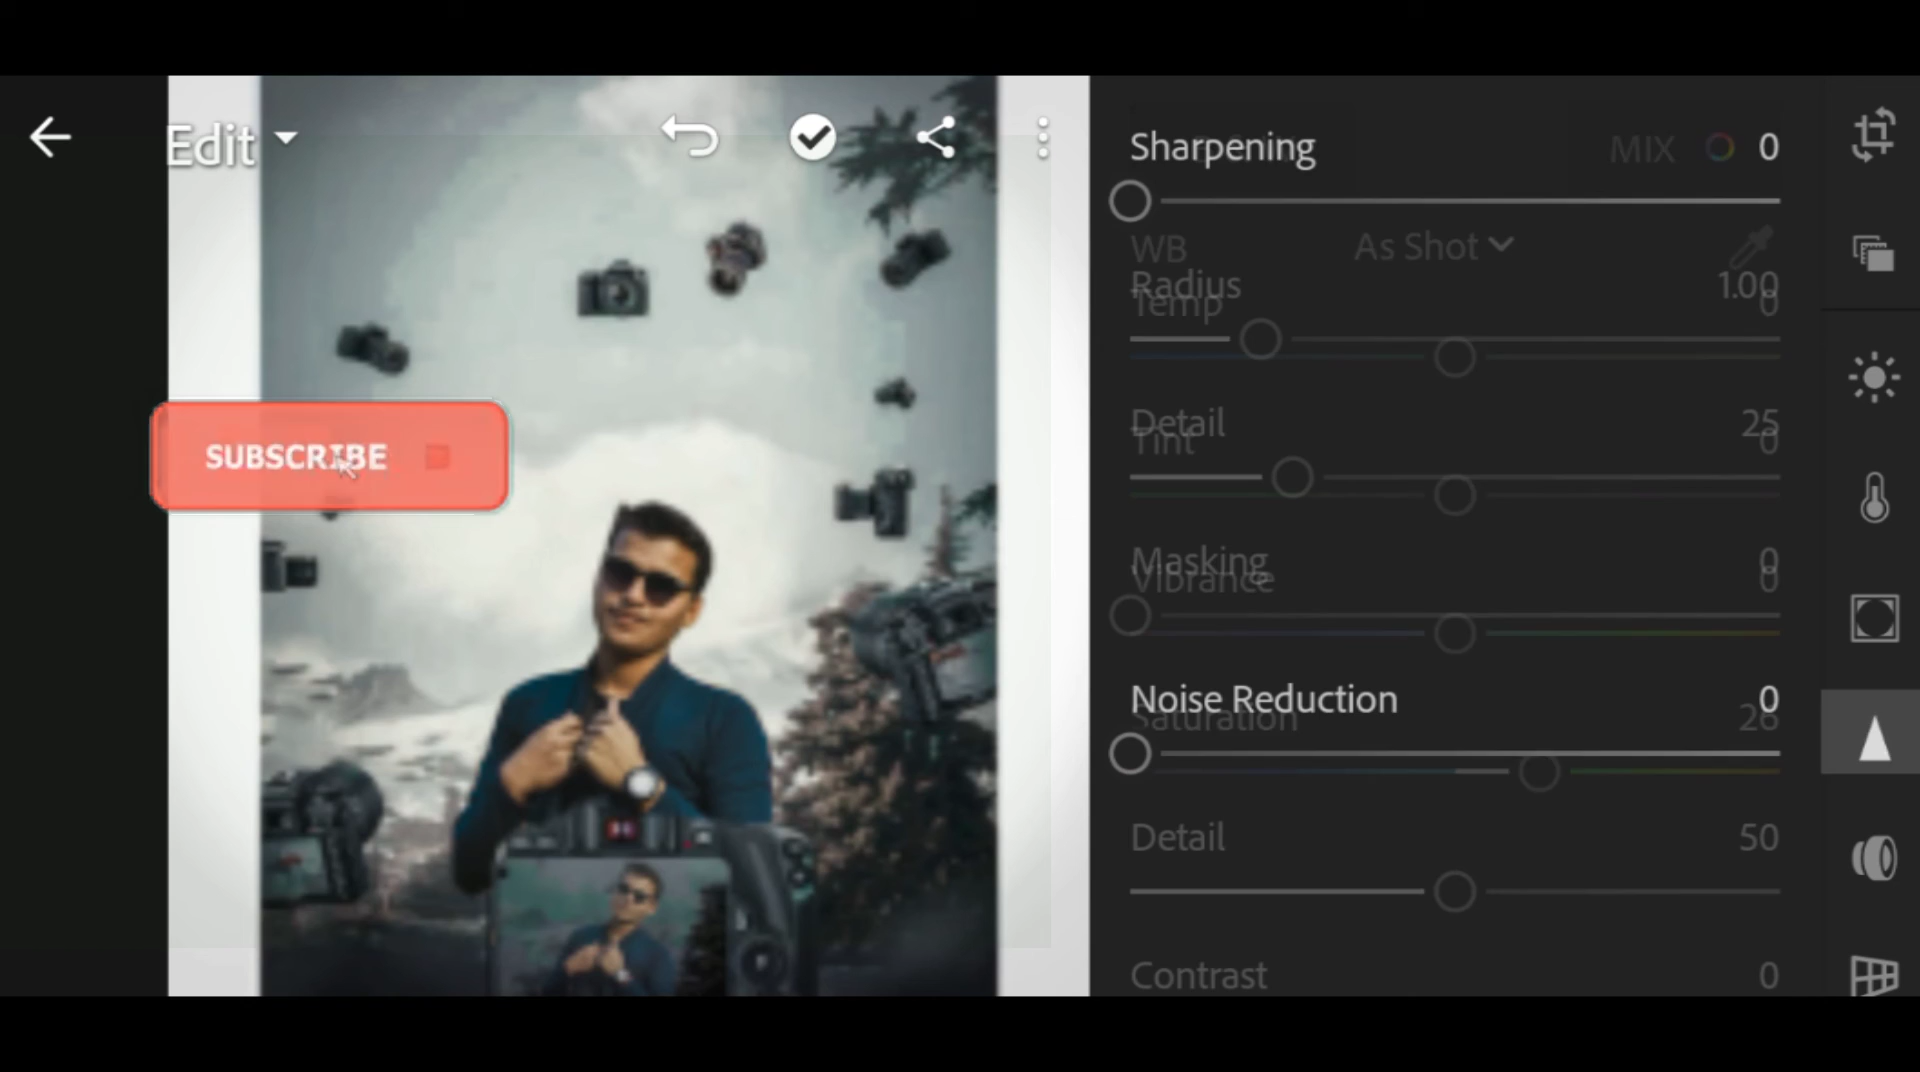 Edit
SUBSCRIBE
Sharpening 0
MIX
WB As Shot
Radius 1.00
Temp 0
Detail 25
Tint 0
Masking 0
Vibrance 0
Noise Reduction 0
Saturation 26
Detail 50
Contrast 0